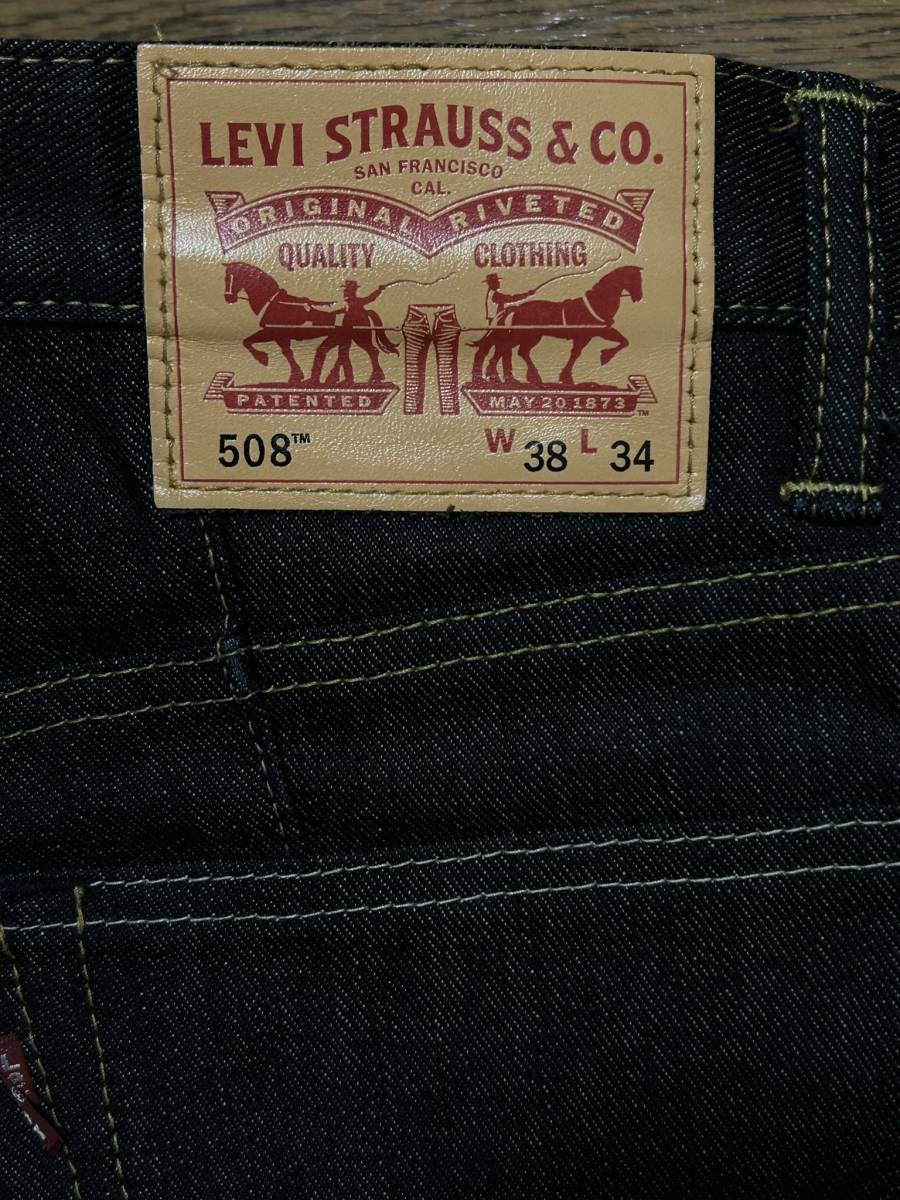 LEVI STRAUSS & CO.
SAN FRANCISCO
CAL.
ORIGINAL RIVETED
QUALITY CLOTHING
PATENTED MAY 20 1873 ™
508™ W 38 L 34